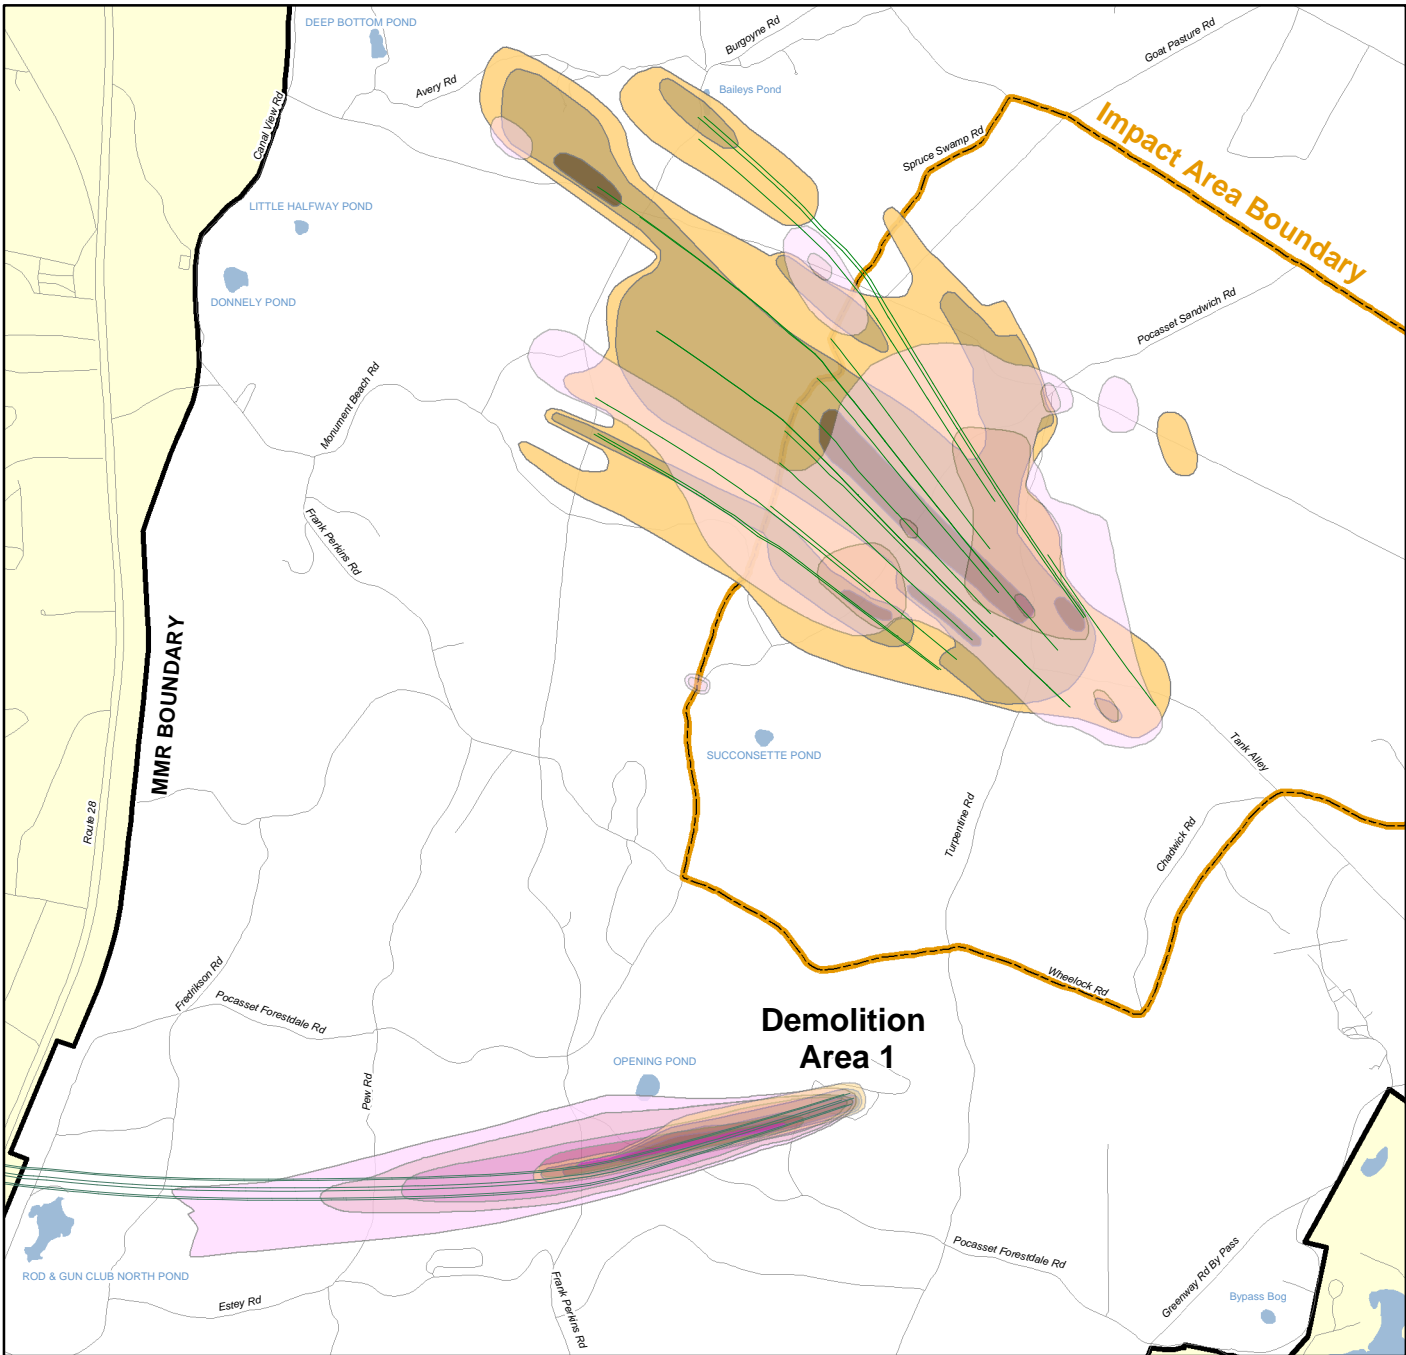 DEEP BOTTOM POND
Burgoyne Rd
Goat Pasture Rd
Avery Rd
Baileys Pond
Canal View Rd
Spruce Swamp Rd
Impact Area Boundary
LITTLE HALFWAY POND
DONNELY POND
Pocasset Sandwich Rd
Monument Beach Rd
Frank Perkins Rd
MMR BOUNDARY
SUCCONSETTE POND
Tank Alley
Route 28
Turpentine Rd
Chadwick Rd
Fredrikson Rd
Wheelock Rd
Pocasset Forestdale Rd
Demolition
Area 1
OPENING POND
Pew Rd
Pocasset Forestdale Rd
Greenway Rd By Pass
ROD & GUN CLUB NORTH POND
Estey Rd
Frank Perkins Rd
Bypass Bog